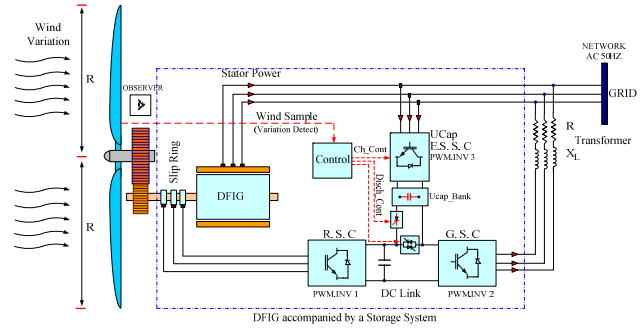 Wind
Variation
R
R
OBSERVER
Slip Ring
Stator Power
Wind Sample
(Variation Detect)
DFIG
Control
Ch_Cont
Disch_Cont
UCap
E.S.S.C
PWM.INV 3
Ucap_Bank
R. S. C
PWM.INV 1
DC Link
G. S. C
PWM.INV 2
NETWORK
AC 50HZ
GRID
R
Transformer
XL
DFIG accompanied by a Storage System